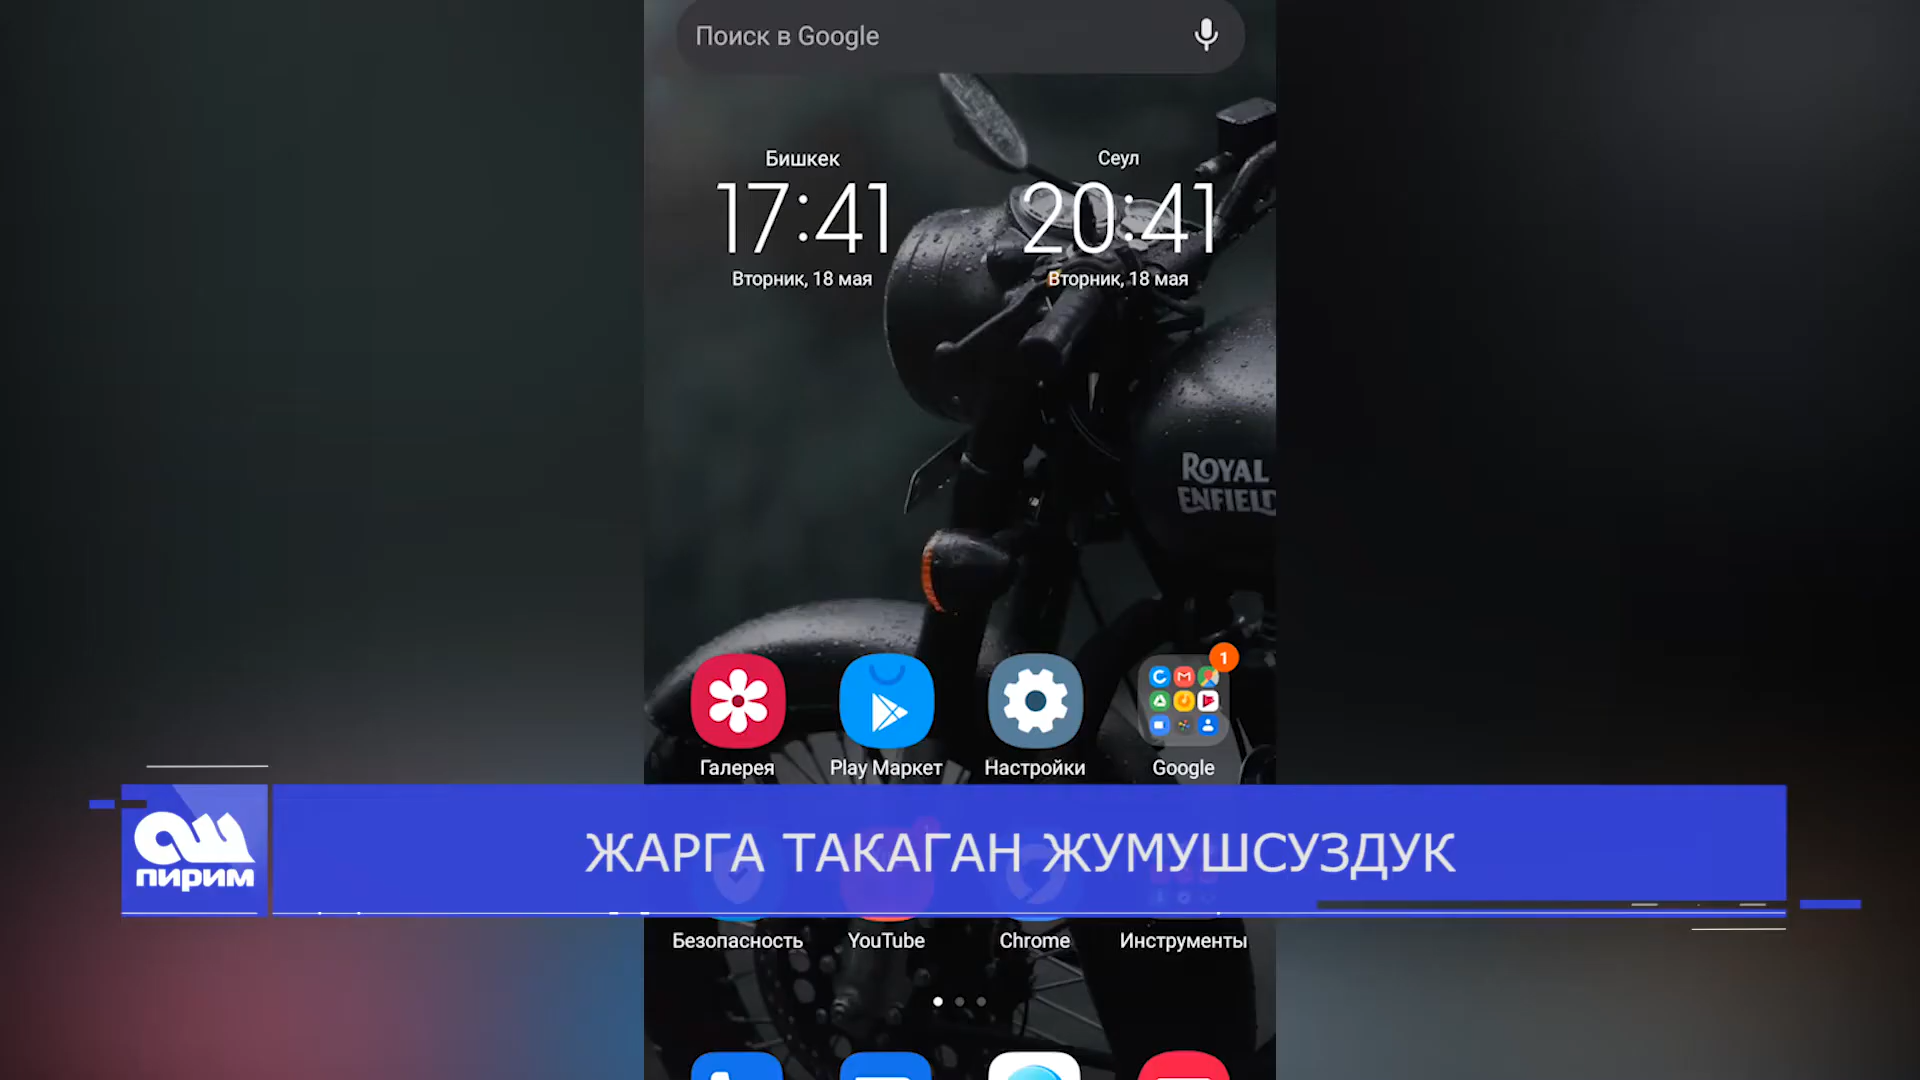 Поиск в Google
Бишкек
17:41
Вторник, 18 мая
Сеул
20:41
Вторник, 18 мая
ROYAL
ENFIELD
1
Галерея
Play Маркет
Настройки
Google
ОШ
ПИРИМ
ЖАРГА ТАКАГАН ЖУМУШСУЗДУК
Безопасность
YouTube
Chrome
Инструменты